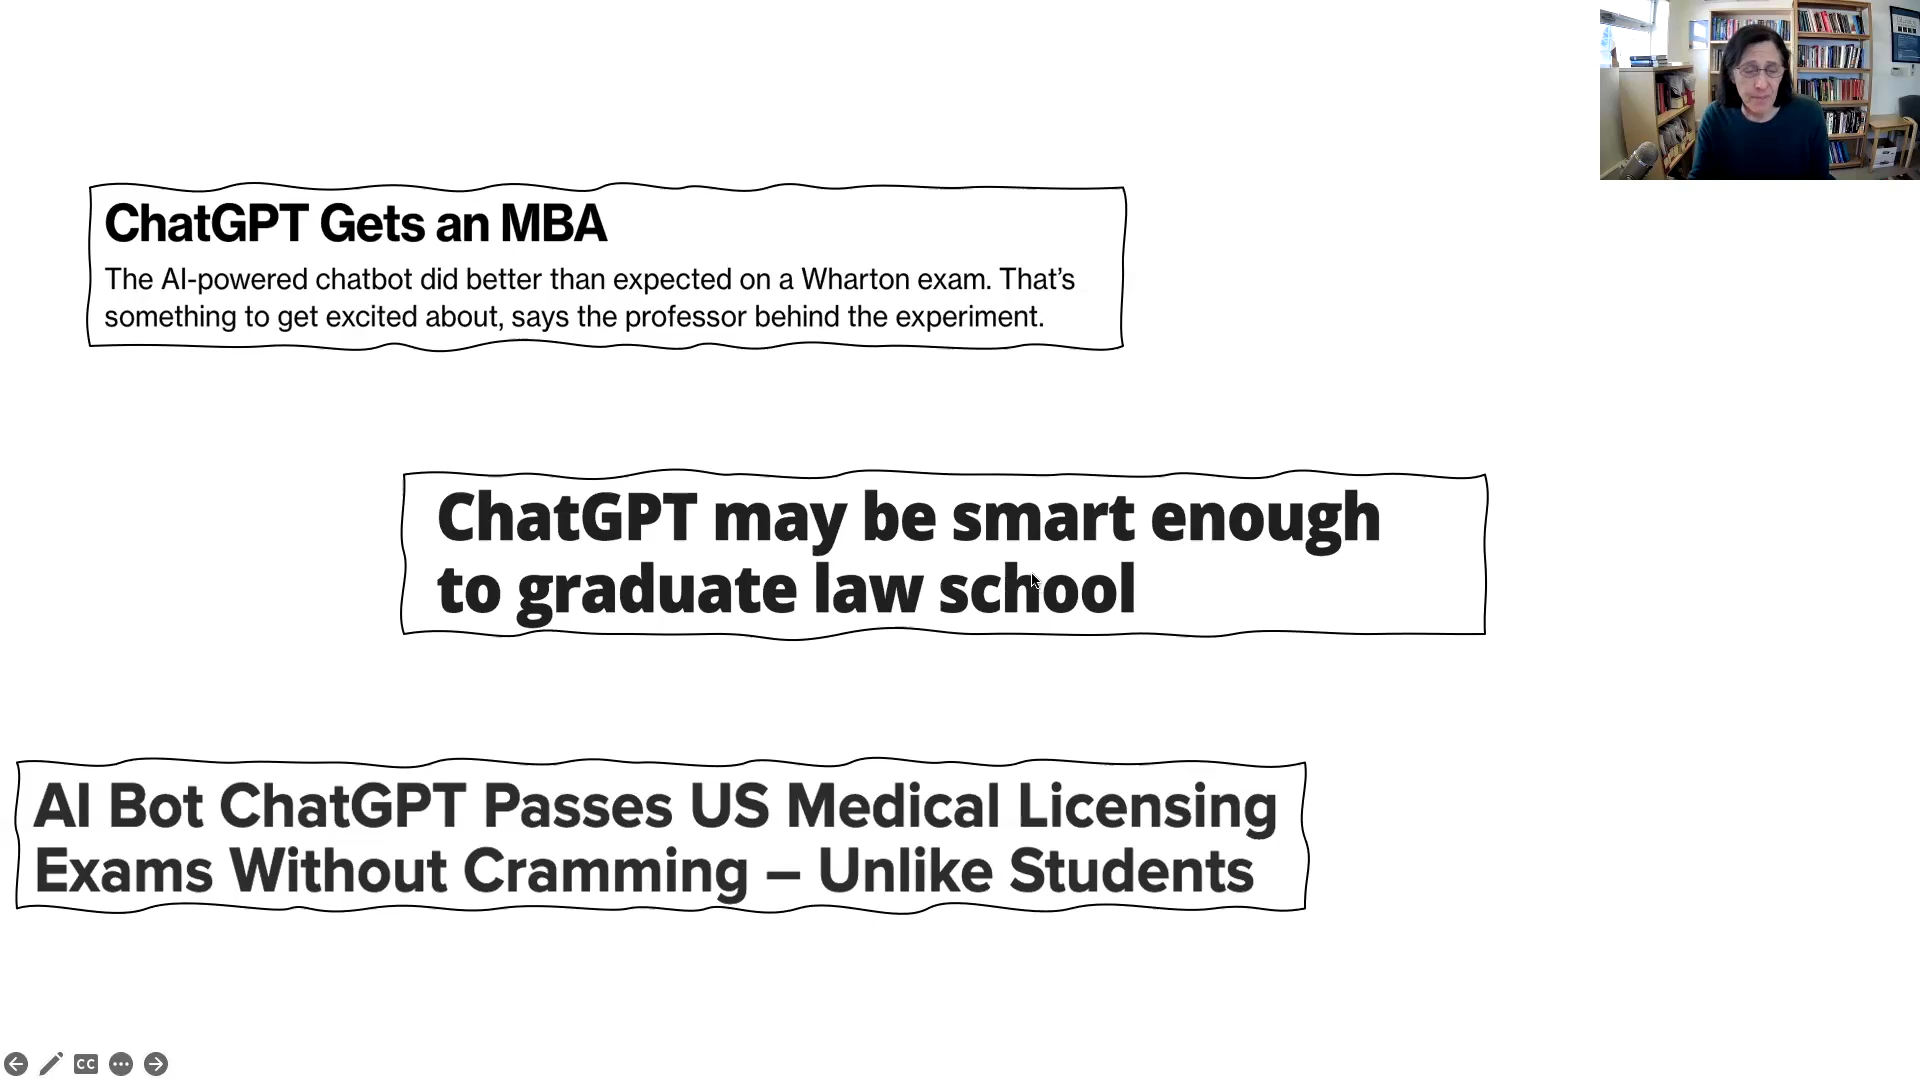 ChatGPT Gets an MBA
The AI-powered chatbot did better than expected on a Wharton exam. That’s
something to get excited about, says the professor behind the experiment.
ChatGPT may be smart enough
to graduate law school
AI Bot ChatGPT Passes US Medical Licensing
Exams Without Cramming – Unlike Students
CC